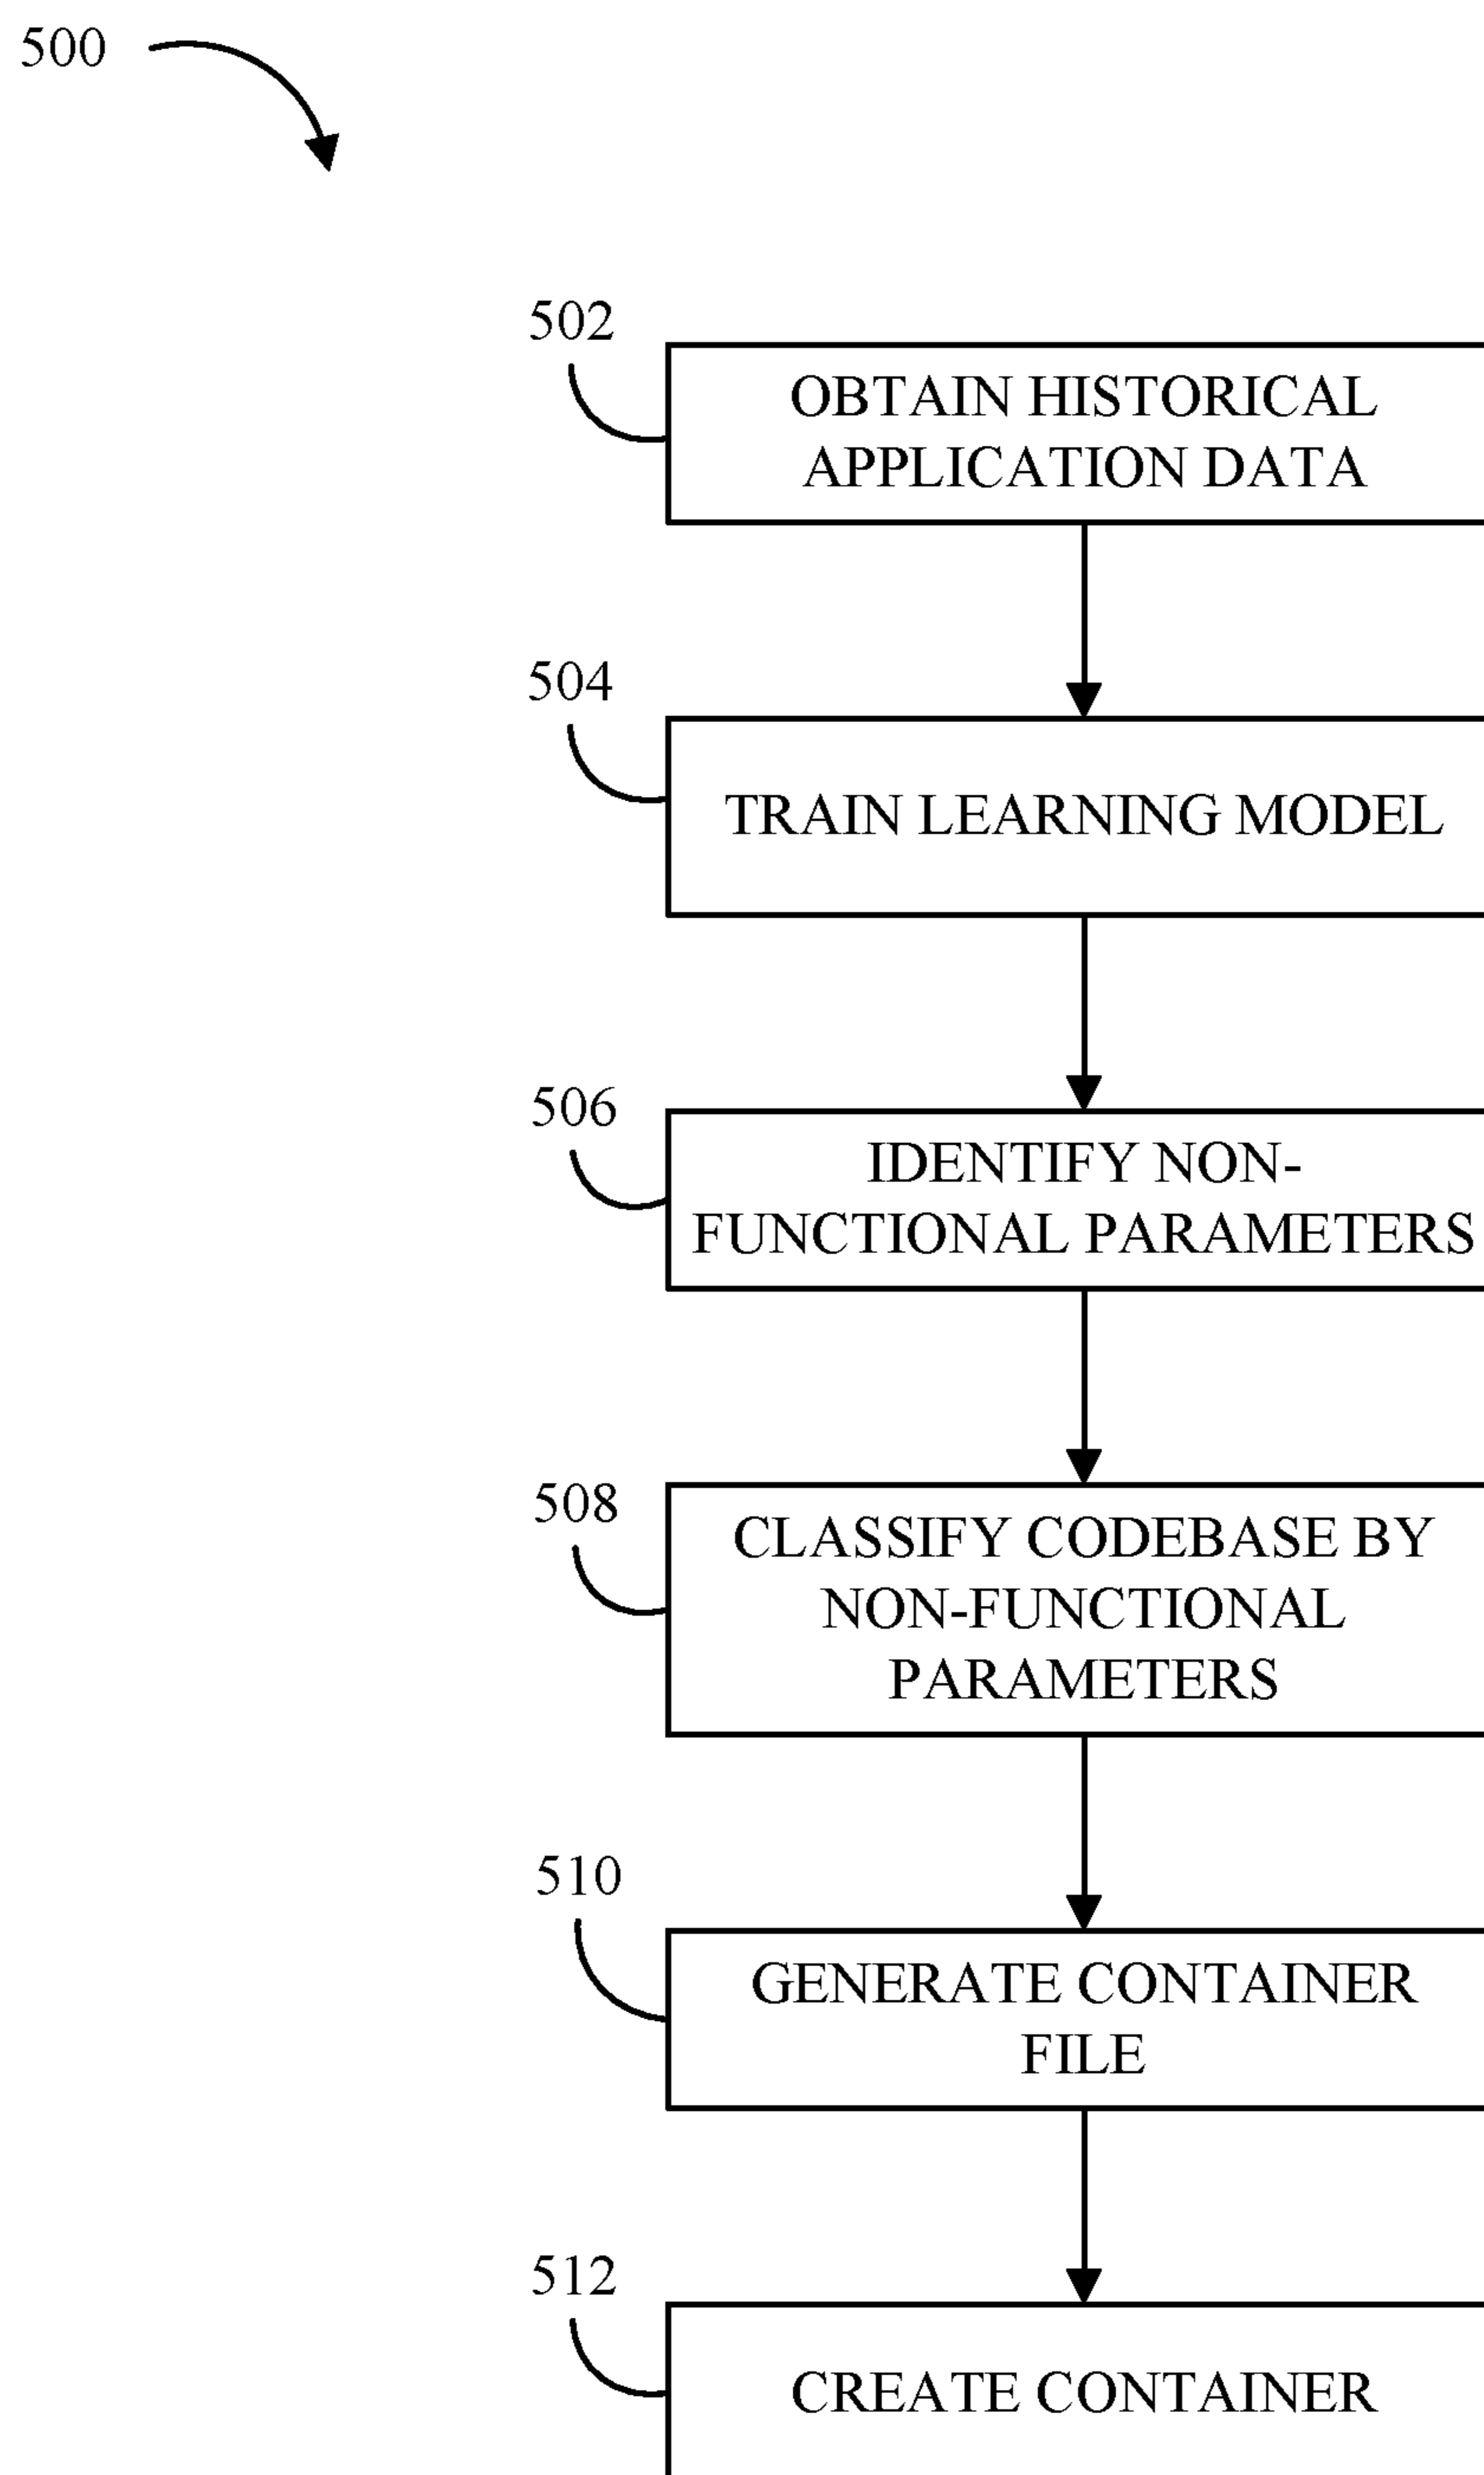 500
502
OBTAIN HISTORICAL
APPLICATION DATA
504
TRAIN LEARNING MODEL
506
IDENTIFY NON-
FUNCTIONAL PARAMETERS
508
CLASSIFY CODEBASE BY
NON-FUNCTIONAL
PARAMETERS
510
GENERATE CONTAINER
FILE
512
CREATE CONTAINER